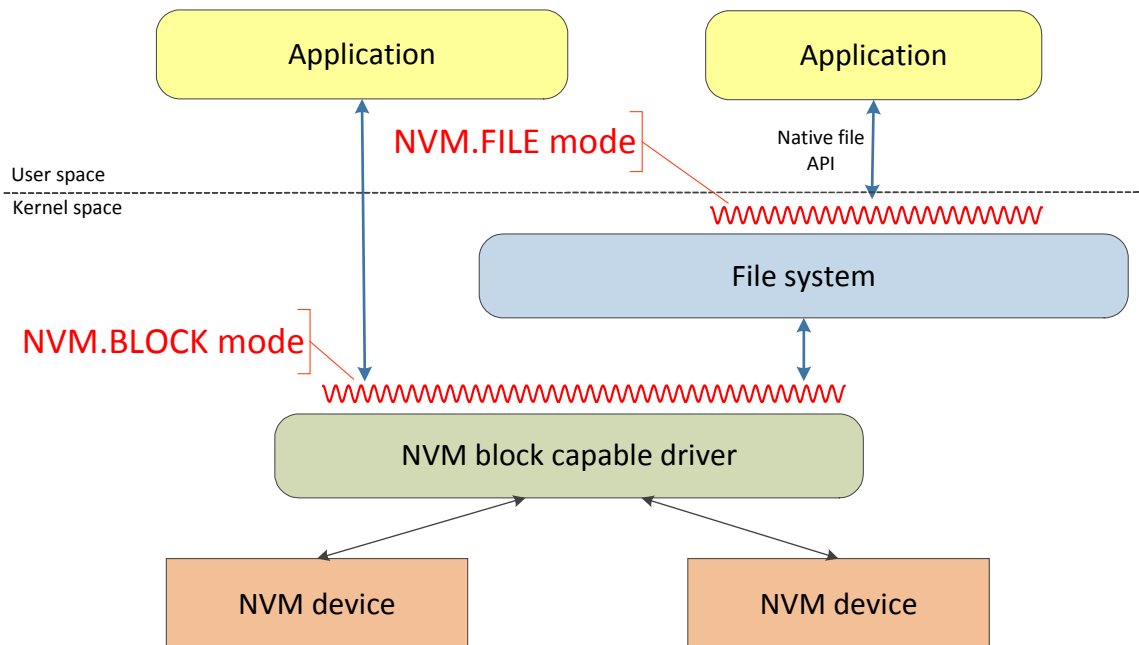 Application
Application
NVM.FILE mode
Native file
API
User space
Kernel space
File system
NVM.BLOCK mode
NVM block capable driver
NVM device
NVM device